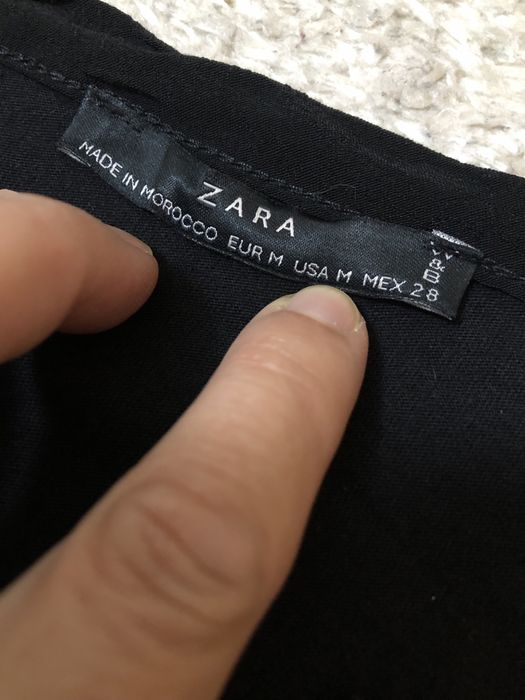 ZARA
MADE IN MOROCCO EUR M USA M MEX 28
&
B